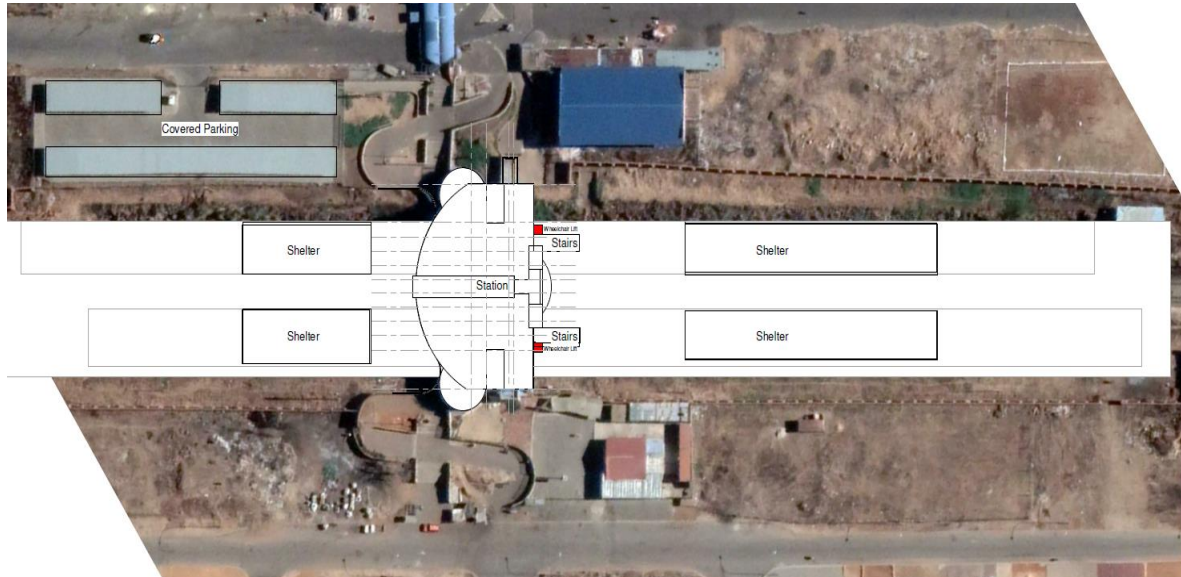 Covered Parking
Wheelchair Lift
Shelter
Stairs
Shelter
Station
Shelter
Stairs
Shelter
Wheelchair Lift